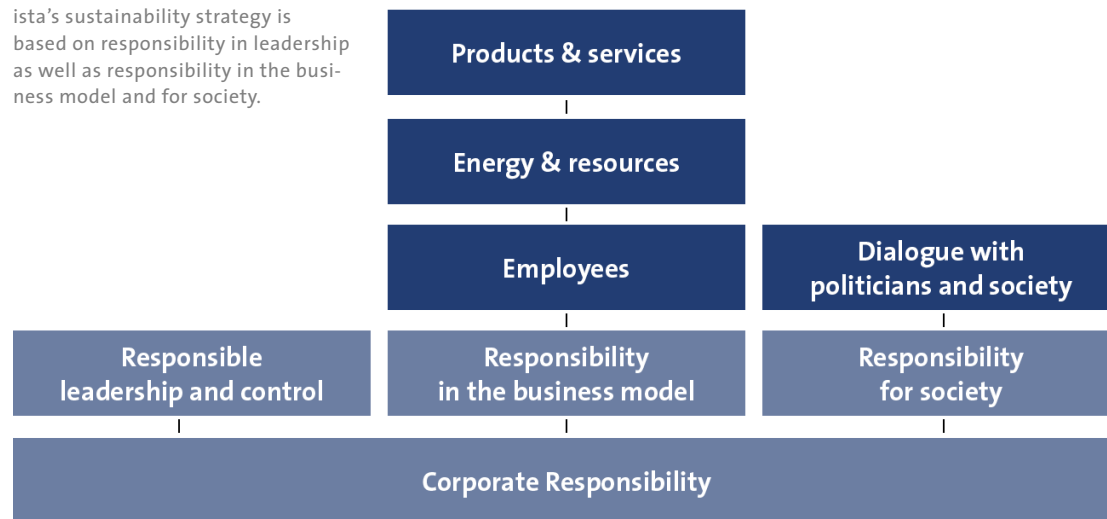 ista's sustainability strategy is
based on responsibility in leadership
as well as responsibility in the busi-
ness model and for society.
Products & services
Energy & resources
Employees
Dialogue with
politicians and society
Responsible
leadership and control
Responsibility
in the business model
Responsibility
for society
Corporate Responsibility